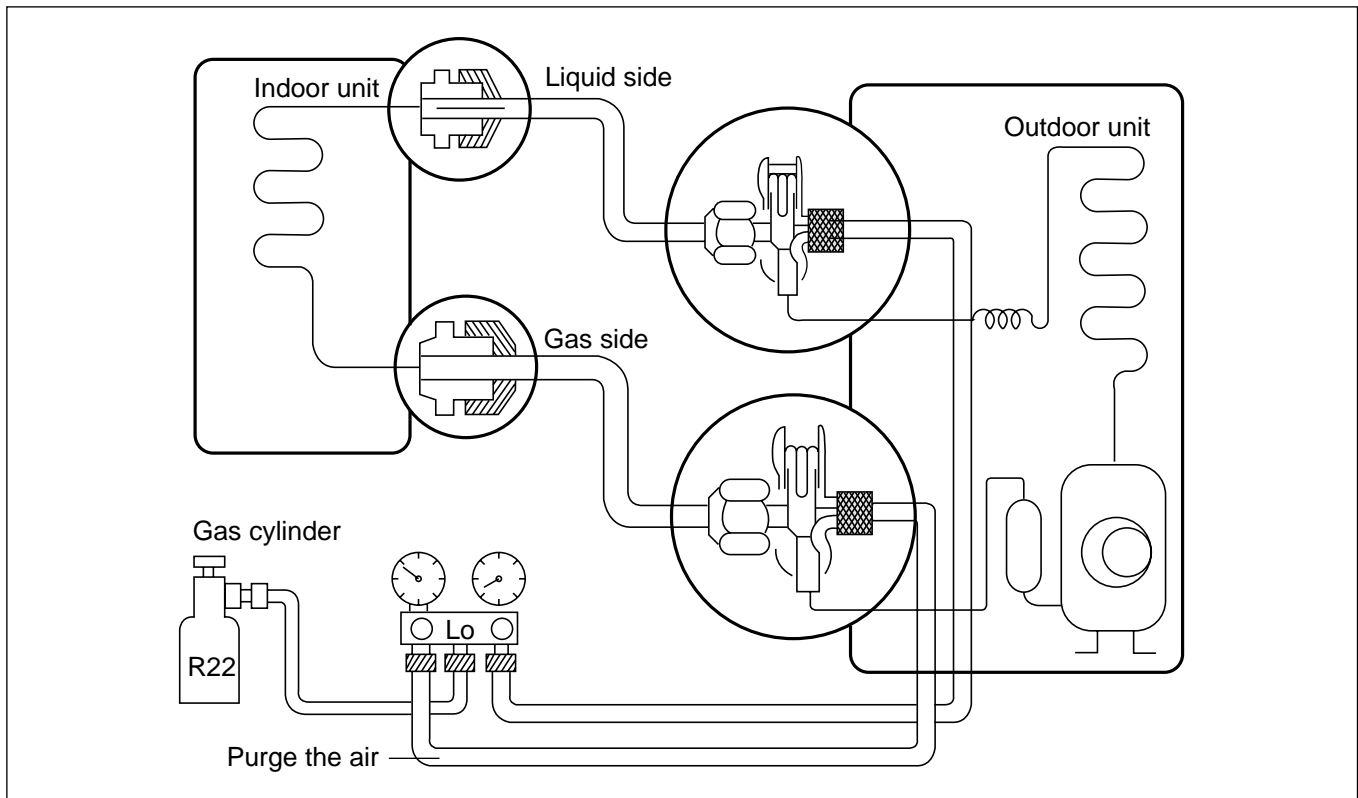 Indoor unit
Liquid side
Outdoor unit
Gas side
Gas cylinder
Lo
R22
Purge the air